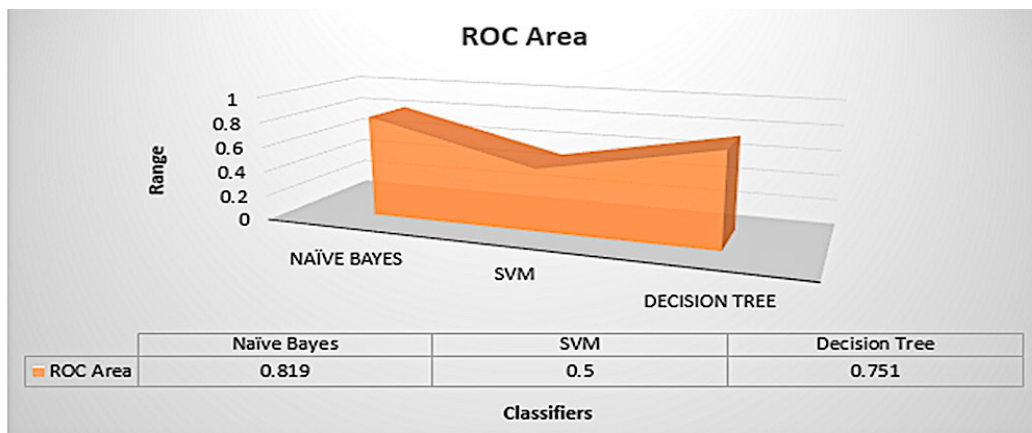 ROC Area
1
0.8
0.6
0.4
0.2
0
Range
NAÏVE BAYES
SVM
DECISION TREE
Naïve Bayes SVM Decision Tree
ROC Area 0.819 0.5 0.751
Classifiers